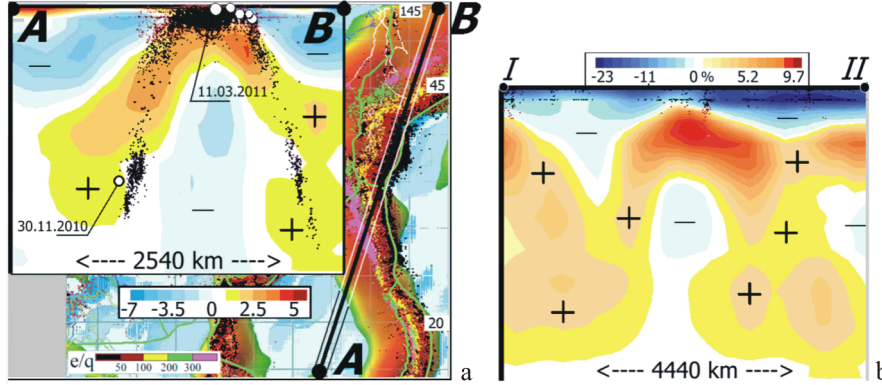 A
B
11.03.2011
30.11.2010
<---- 2540 km ---->
-7 -3.5 0 2.5 5
e/q
50 100 200 300
145
B
45
20
A
a
-23 -11 0 % 5.2 9.7
I
II
<---- 4440 km ---->
b